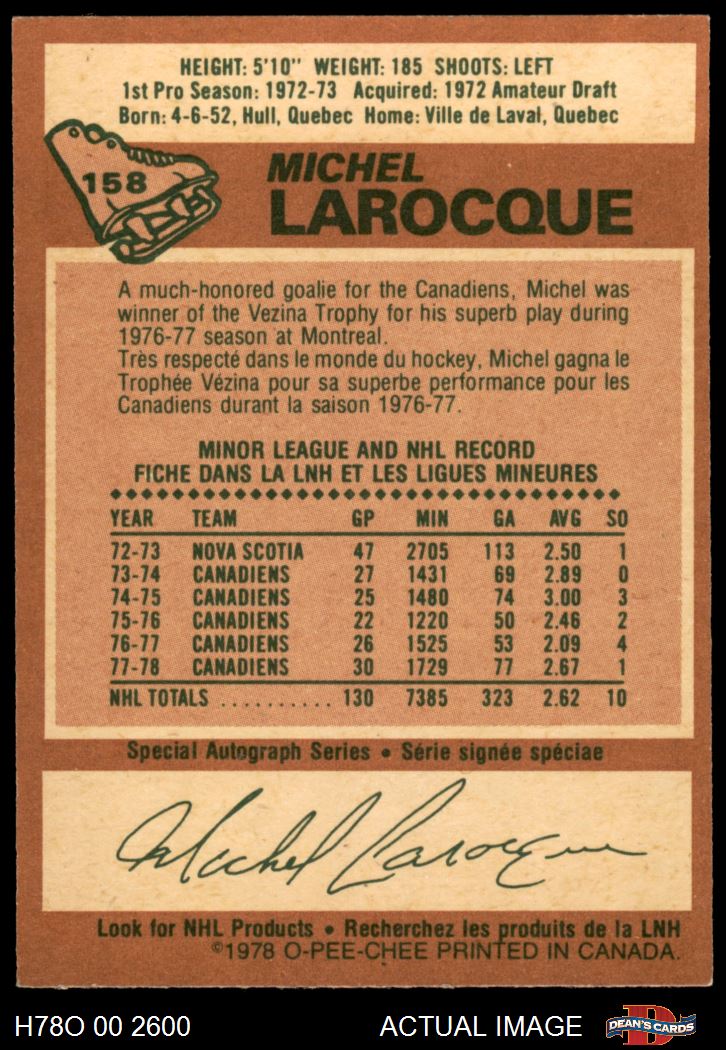 HEIGHT: 5'10" WEIGHT: 185 SHOOTS: LEFT
1st Pro Season: 1972-73 Acquired: 1972 Amateur Draft
Born: 4-6-52, Hull, Quebec Home: Ville de Laval, Quebec
158
MICHEL
LAROCQUE
A much-honored goalie for the Canadiens, Michel was
winner of the Vezina Trophy for his superb play during
1976-77 season at Montreal.
Très respecté dans le monde du hockey, Michel gagna le
Trophée Vézina pour sa superbe performance pour les
Canadiens durant la saison 1976-77.
MINOR LEAGUE AND NHL RECORD
FICHE DANS LA LNH ET LES LIGUES MINEURES
YEAR TEAM GP MIN GA AVG SO
72-73 NOVA SCOTIA 47 2705 113 2.50 1
73-74 CANADIENS 27 1431 69 2.89 0
74-75 CANADIENS 25 1480 74 3.00 3
75-76 CANADIENS 22 1220 50 2.46 2
76-77 CANADIENS 26 1525 53 2.09 4
77-78 CANADIENS 30 1729 77 2.67 1
NHL TOTALS .......... 130 7385 323 2.62 10
Special Autograph Series • Série signée spéciae
Michel Larocque
Look for NHL Products • Recherchez les produits de la LNH
©1978 O-PEE-CHEE PRINTED IN CANADA.
H78O 00 2600 ACTUAL IMAGE D DEAN'S CARDS